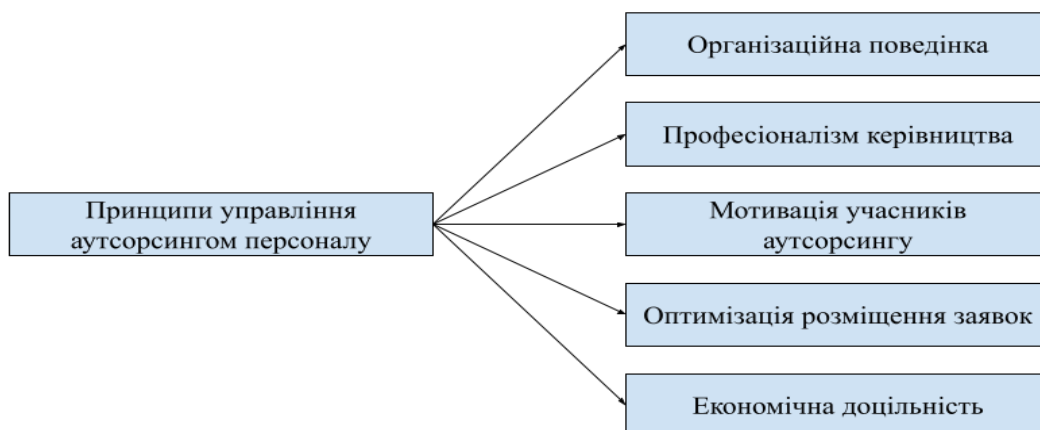 Організаційна поведінка
Професіоналізм керівництва
Принципи управління
аутсорсингом персоналу
Мотивація учасників
аутсорсингу
Оптимізація розміщення заявок
Економічна доцільність